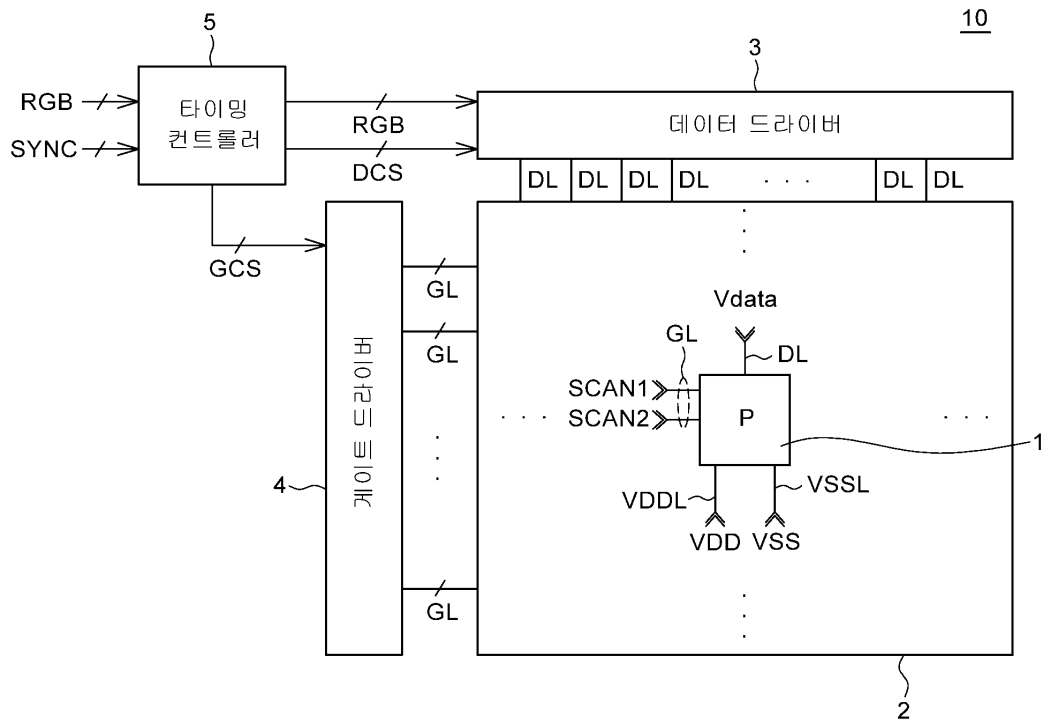 10
5
3
RGB
SYNC
타이밍
컨트롤러
RGB
DCS
데이터 드라이버
DL DL DL DL · · · DL DL
GCS
4
게이트 드라이버
GL
GL
GL
Vdata
GL
DL
SCAN1
SCAN2
P
1
VDDL
VSSL
VDD
VSS
2